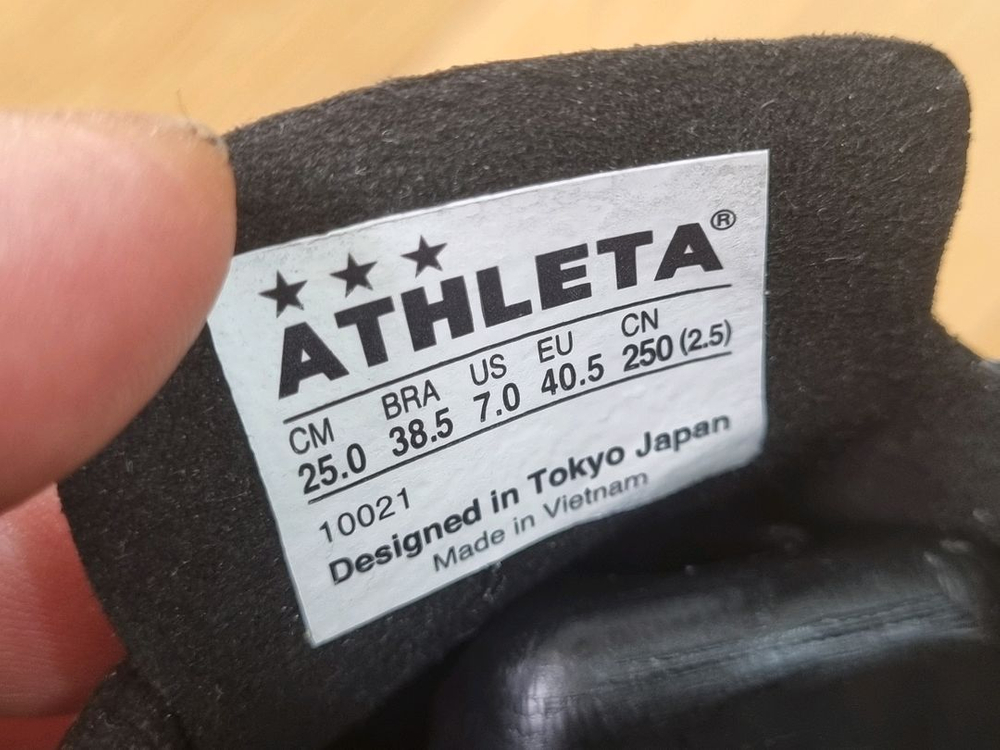 ★★★
ATHLETA®
CM BRA US EU CN
25.0 38.5 7.0 40.5 250 (2.5)
10021
Designed in Tokyo Japan
Made in Vietnam